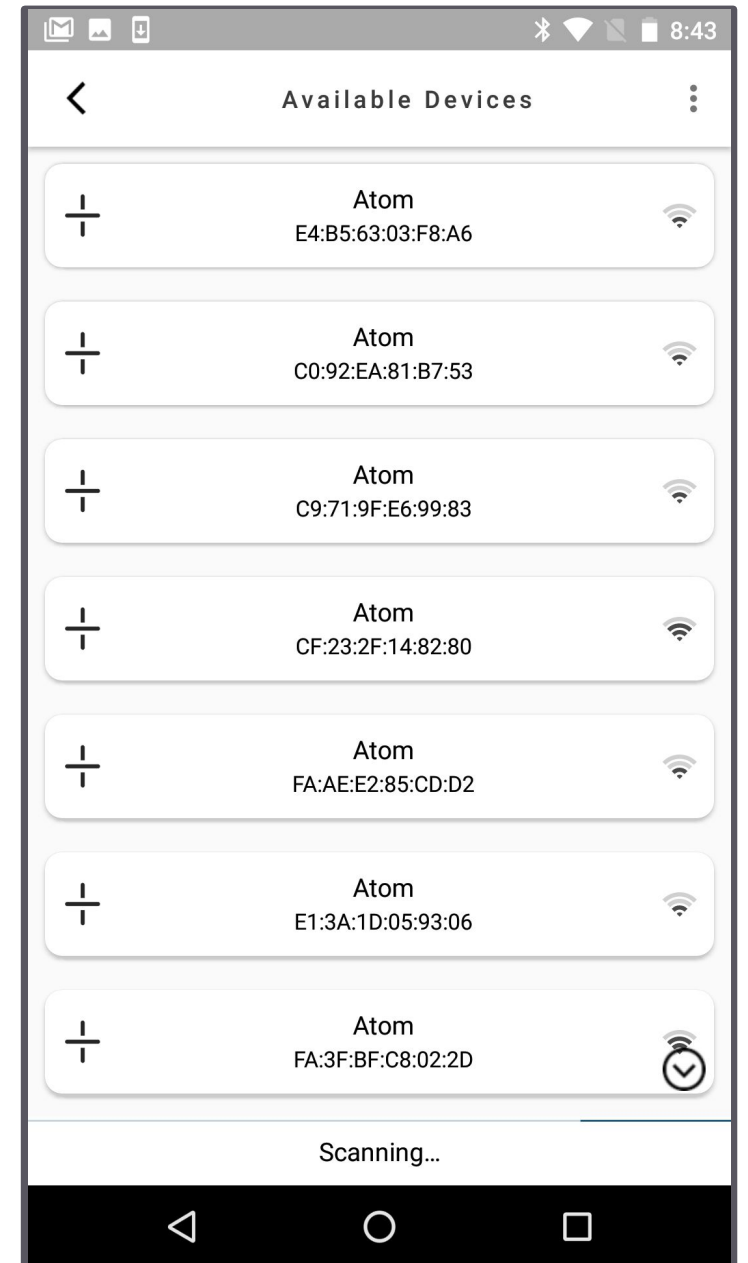 8:43
Available Devices
Atom
E4:B5:63:03:F8:A6
Atom
C0:92:EA:81:B7:53
Atom
C9:71:9F:E6:99:83
Atom
CF:23:2F:14:82:80
Atom
FA:AE:E2:85:CD:D2
Atom
E1:3A:1D:05:93:06
Atom
FA:3F:BF:C8:02:2D
Scanning...